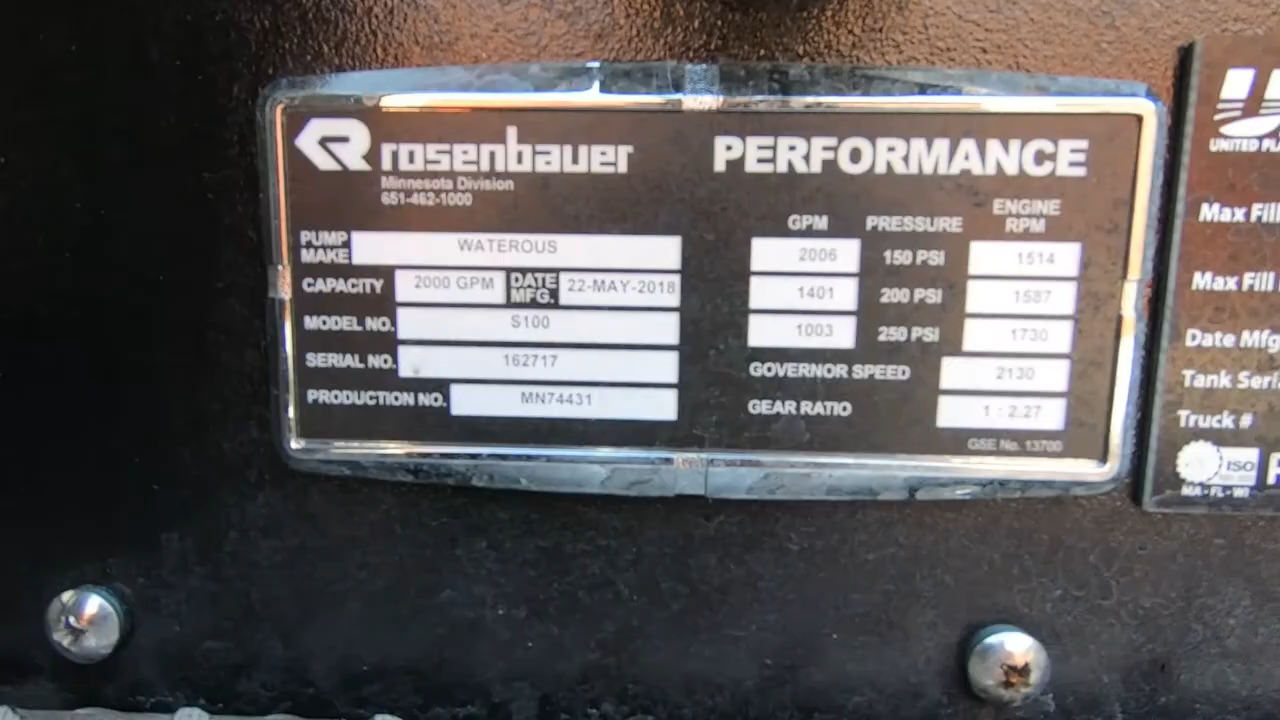 rosenbauer
Minnesota Division
651-462-1000
PUMP MAKE WATEROUS
CAPACITY 2000 GPM DATE MFG. 22-MAY-2018
MODEL NO. S100
SERIAL NO. 162717
PRODUCTION NO. MN74431
PERFORMANCE
GPM PRESSURE ENGINE RPM
2006 150 PSI 1514
1401 200 PSI 1587
1003 250 PSI 1730
GOVERNOR SPEED 2130
GEAR RATIO 1 : 2.27
GSE No. 13700
UNITED
Max Fill
Max Fill
Date Mfg
Tank
Truck #
ISO
MA - FL - WI